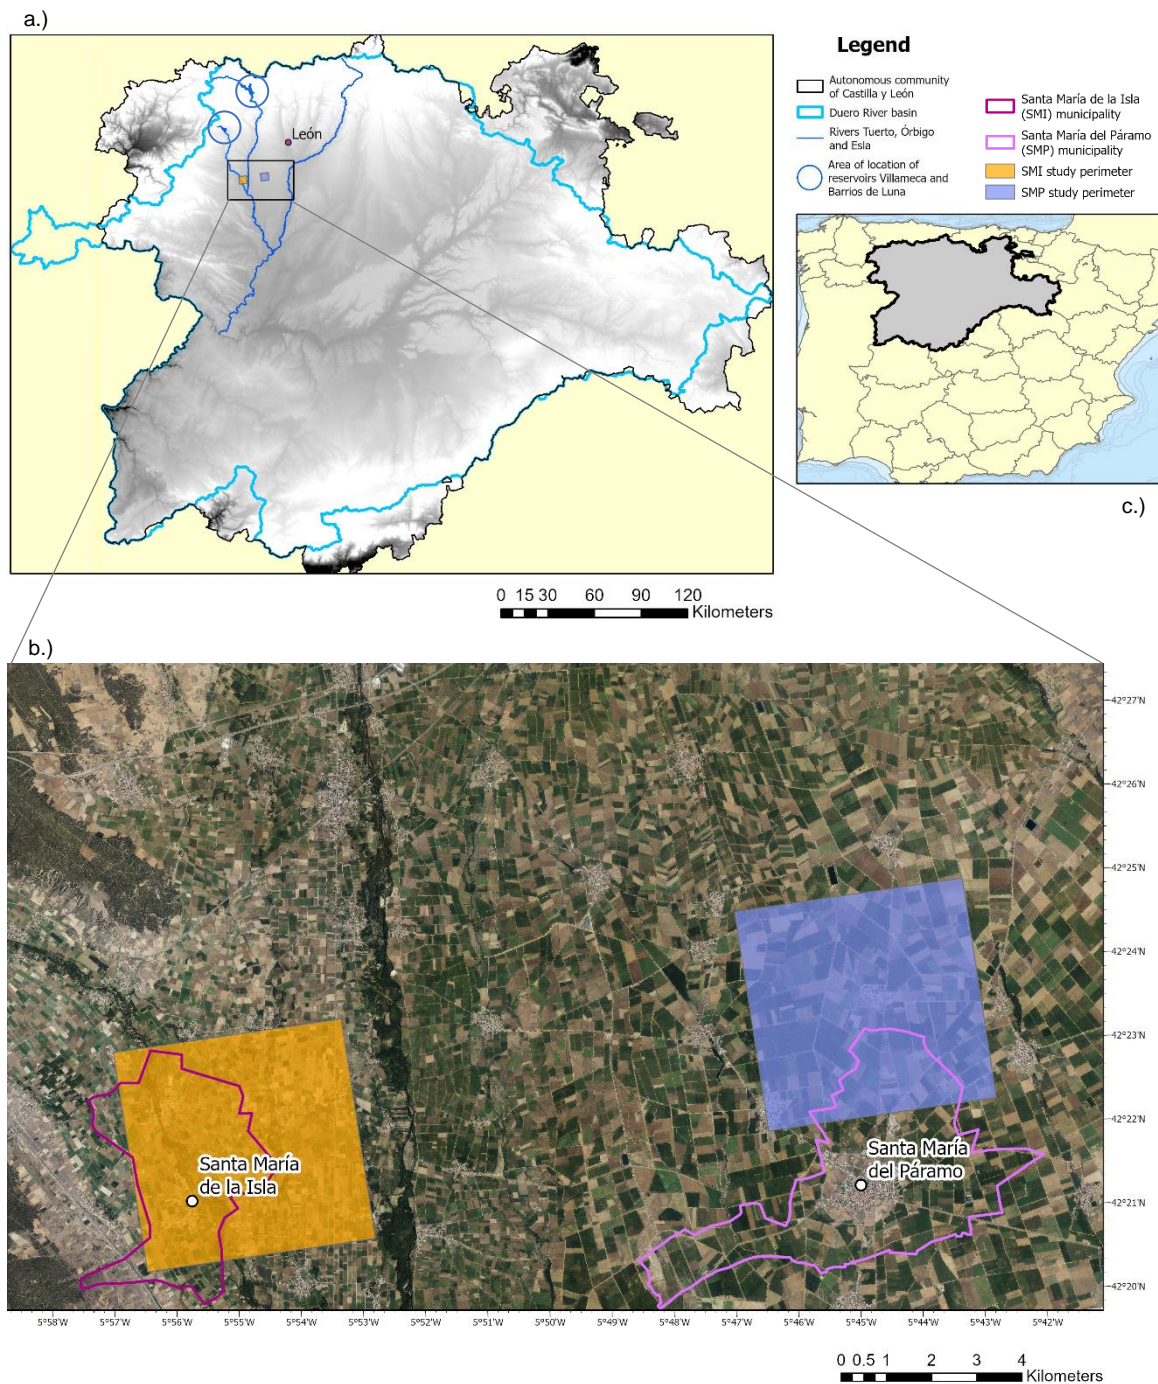 a.)
León
0 15 30 60 90 120
Kilometers
Legend
Autonomous community
of Castilla y León
Duero River basin
Rivers Tuerto, Órbigo
and Esla
Area of location of
reservoirs Villameca and
Barrios de Luna
Santa María de la Isla
(SMI) municipality
Santa María del Páramo
(SMP) municipality
SMI study perimeter
SMP study perimeter
c.)
b.)
42°27'N
42°26'N
42°25'N
42°24'N
42°23'N
42°22'N
42°21'N
42°20'N
Santa María
de la Isla
Santa María
del Páramo
5°58'W 5°57'W 5°56'W 5°55'W 5°54'W 5°53'W 5°52'W 5°51'W 5°50'W 5°49'W 5°48'W 5°47'W 5°46'W 5°45'W 5°44'W 5°43'W 5°42'W
0 0.5 1 2 3 4
Kilometers